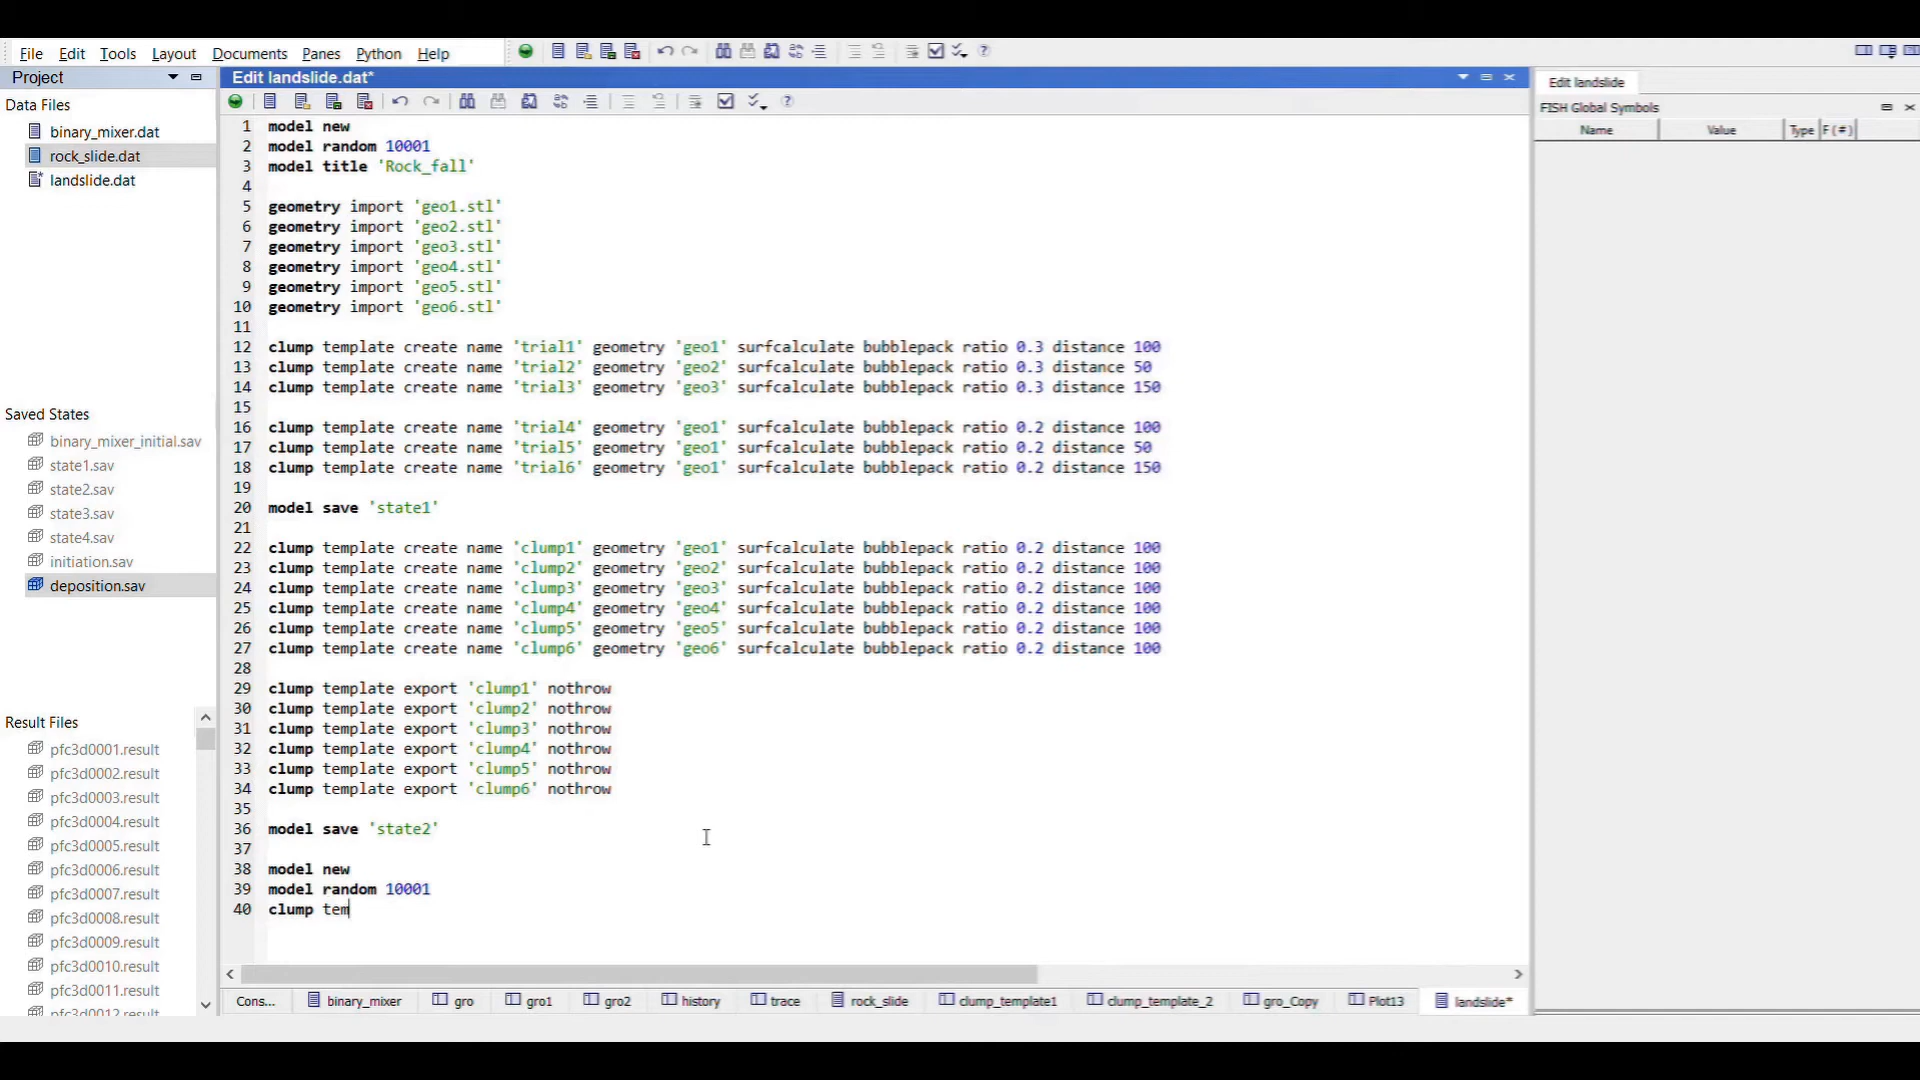 File Edit Tools Layout Documents Panes Python Help
Project
Data Files
binary_mixer.dat
rock_slide.dat
landslide.dat
Saved States
binary_mixer_initial.sav
state1.sav
state2.sav
state3.sav
state4.sav
initiation.sav
deposition.sav
Result Files
pfc3d0001.result
pfc3d0002.result
pfc3d0003.result
pfc3d0004.result
pfc3d0005.result
pfc3d0006.result
pfc3d0007.result
pfc3d0008.result
pfc3d0009.result
pfc3d0010.result
pfc3d0011.result
pfc3d0012.result
Edit landslide.dat*
1 model new
2 model random 10001
3 model title 'Rock_fall'
4
5 geometry import 'geo1.stl'
6 geometry import 'geo2.stl'
7 geometry import 'geo3.stl'
8 geometry import 'geo4.stl'
9 geometry import 'geo5.stl'
10 geometry import 'geo6.stl'
11
12 clump template create name 'trial1' geometry 'geo1' surfcalculate bubblepack ratio 0.3 distance 100
13 clump template create name 'trial2' geometry 'geo2' surfcalculate bubblepack ratio 0.3 distance 50
14 clump template create name 'trial3' geometry 'geo3' surfcalculate bubblepack ratio 0.3 distance 150
15
16 clump template create name 'trial4' geometry 'geo1' surfcalculate bubblepack ratio 0.2 distance 100
17 clump template create name 'trial5' geometry 'geo1' surfcalculate bubblepack ratio 0.2 distance 50
18 clump template create name 'trial6' geometry 'geo1' surfcalculate bubblepack ratio 0.2 distance 150
19
20 model save 'state1'
21
22 clump template create name 'clump1' geometry 'geo1' surfcalculate bubblepack ratio 0.2 distance 100
23 clump template create name 'clump2' geometry 'geo2' surfcalculate bubblepack ratio 0.2 distance 100
24 clump template create name 'clump3' geometry 'geo3' surfcalculate bubblepack ratio 0.2 distance 100
25 clump template create name 'clump4' geometry 'geo4' surfcalculate bubblepack ratio 0.2 distance 100
26 clump template create name 'clump5' geometry 'geo5' surfcalculate bubblepack ratio 0.2 distance 100
27 clump template create name 'clump6' geometry 'geo6' surfcalculate bubblepack ratio 0.2 distance 100
28
29 clump template export 'clump1' nothrow
30 clump template export 'clump2' nothrow
31 clump template export 'clump3' nothrow
32 clump template export 'clump4' nothrow
33 clump template export 'clump5' nothrow
34 clump template export 'clump6' nothrow
35
36 model save 'state2'
37
38 model new
39 model random 10001
40 clump tem
Cons... binary_mixer gro gro1 gro2 history trace rock_slide clump_template1 clump_template_2 gro_Copy Plot13 landslide*
Edit landslide
FISH Global Symbols
Name Value Type F(#)